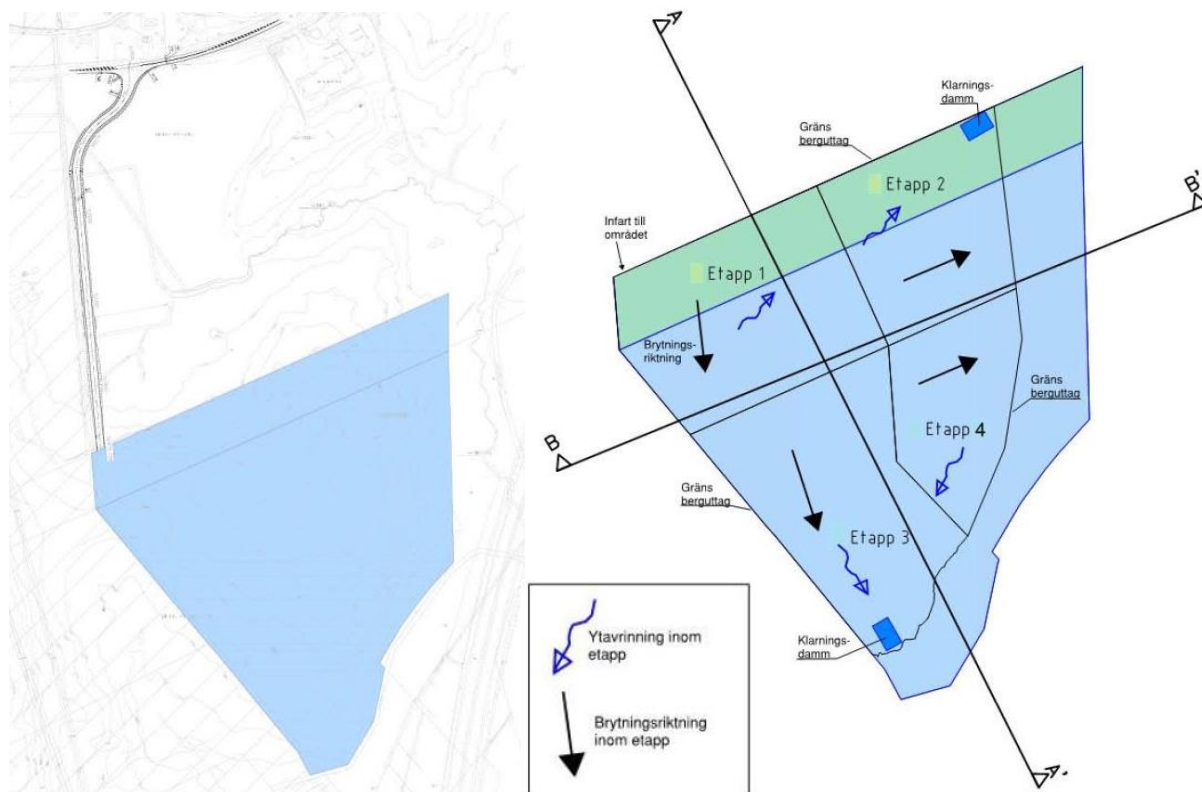 A
Klarnings-
damm
Gräns
berguttag
B'
Etapp 2
Infart till
området
Etapp 1
Brytnings-
riktning
Gräns
berguttag
Etapp 4
B
Gräns
berguttag
Etapp 3
Klarnings-
damm
Ytavrinning inom
etapp
Brytningsriktning
inom etapp
A'